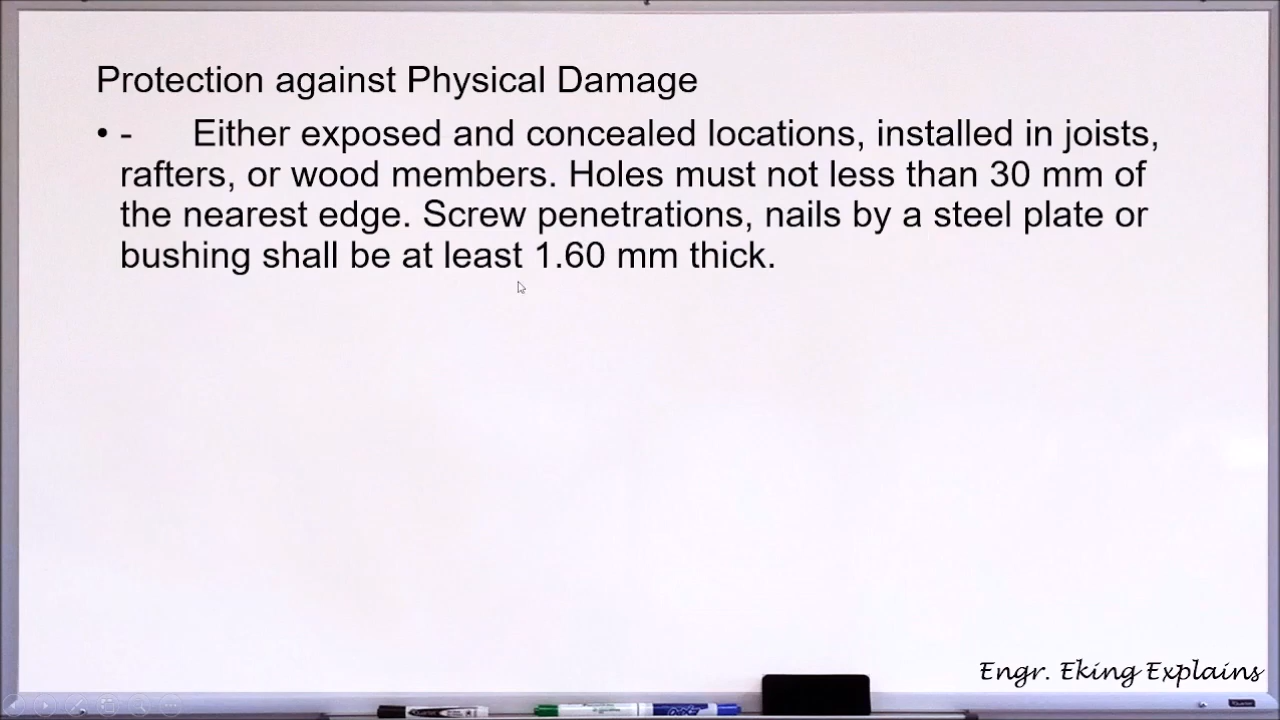 Protection against Physical Damage
• - Either exposed and concealed locations, installed in joists,
rafters, or wood members. Holes must not less than 30 mm of
the nearest edge. Screw penetrations, nails by a steel plate or
bushing shall be at least 1.60 mm thick.
Engr. Eking Explains